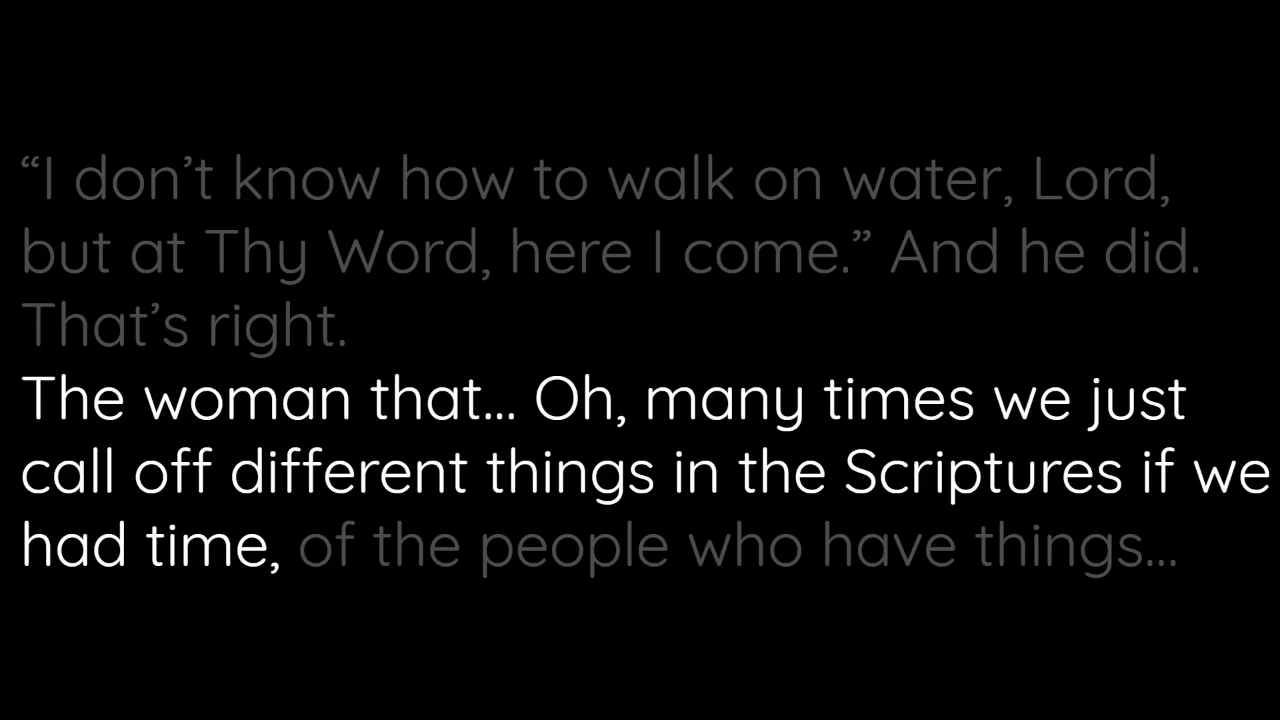 “I don’t know how to walk on water, Lord,
but at Thy Word, here I come.” And he did.
That’s right.
The woman that... Oh, many times we just
call off different things in the Scriptures if we
had time, of the people who have things...